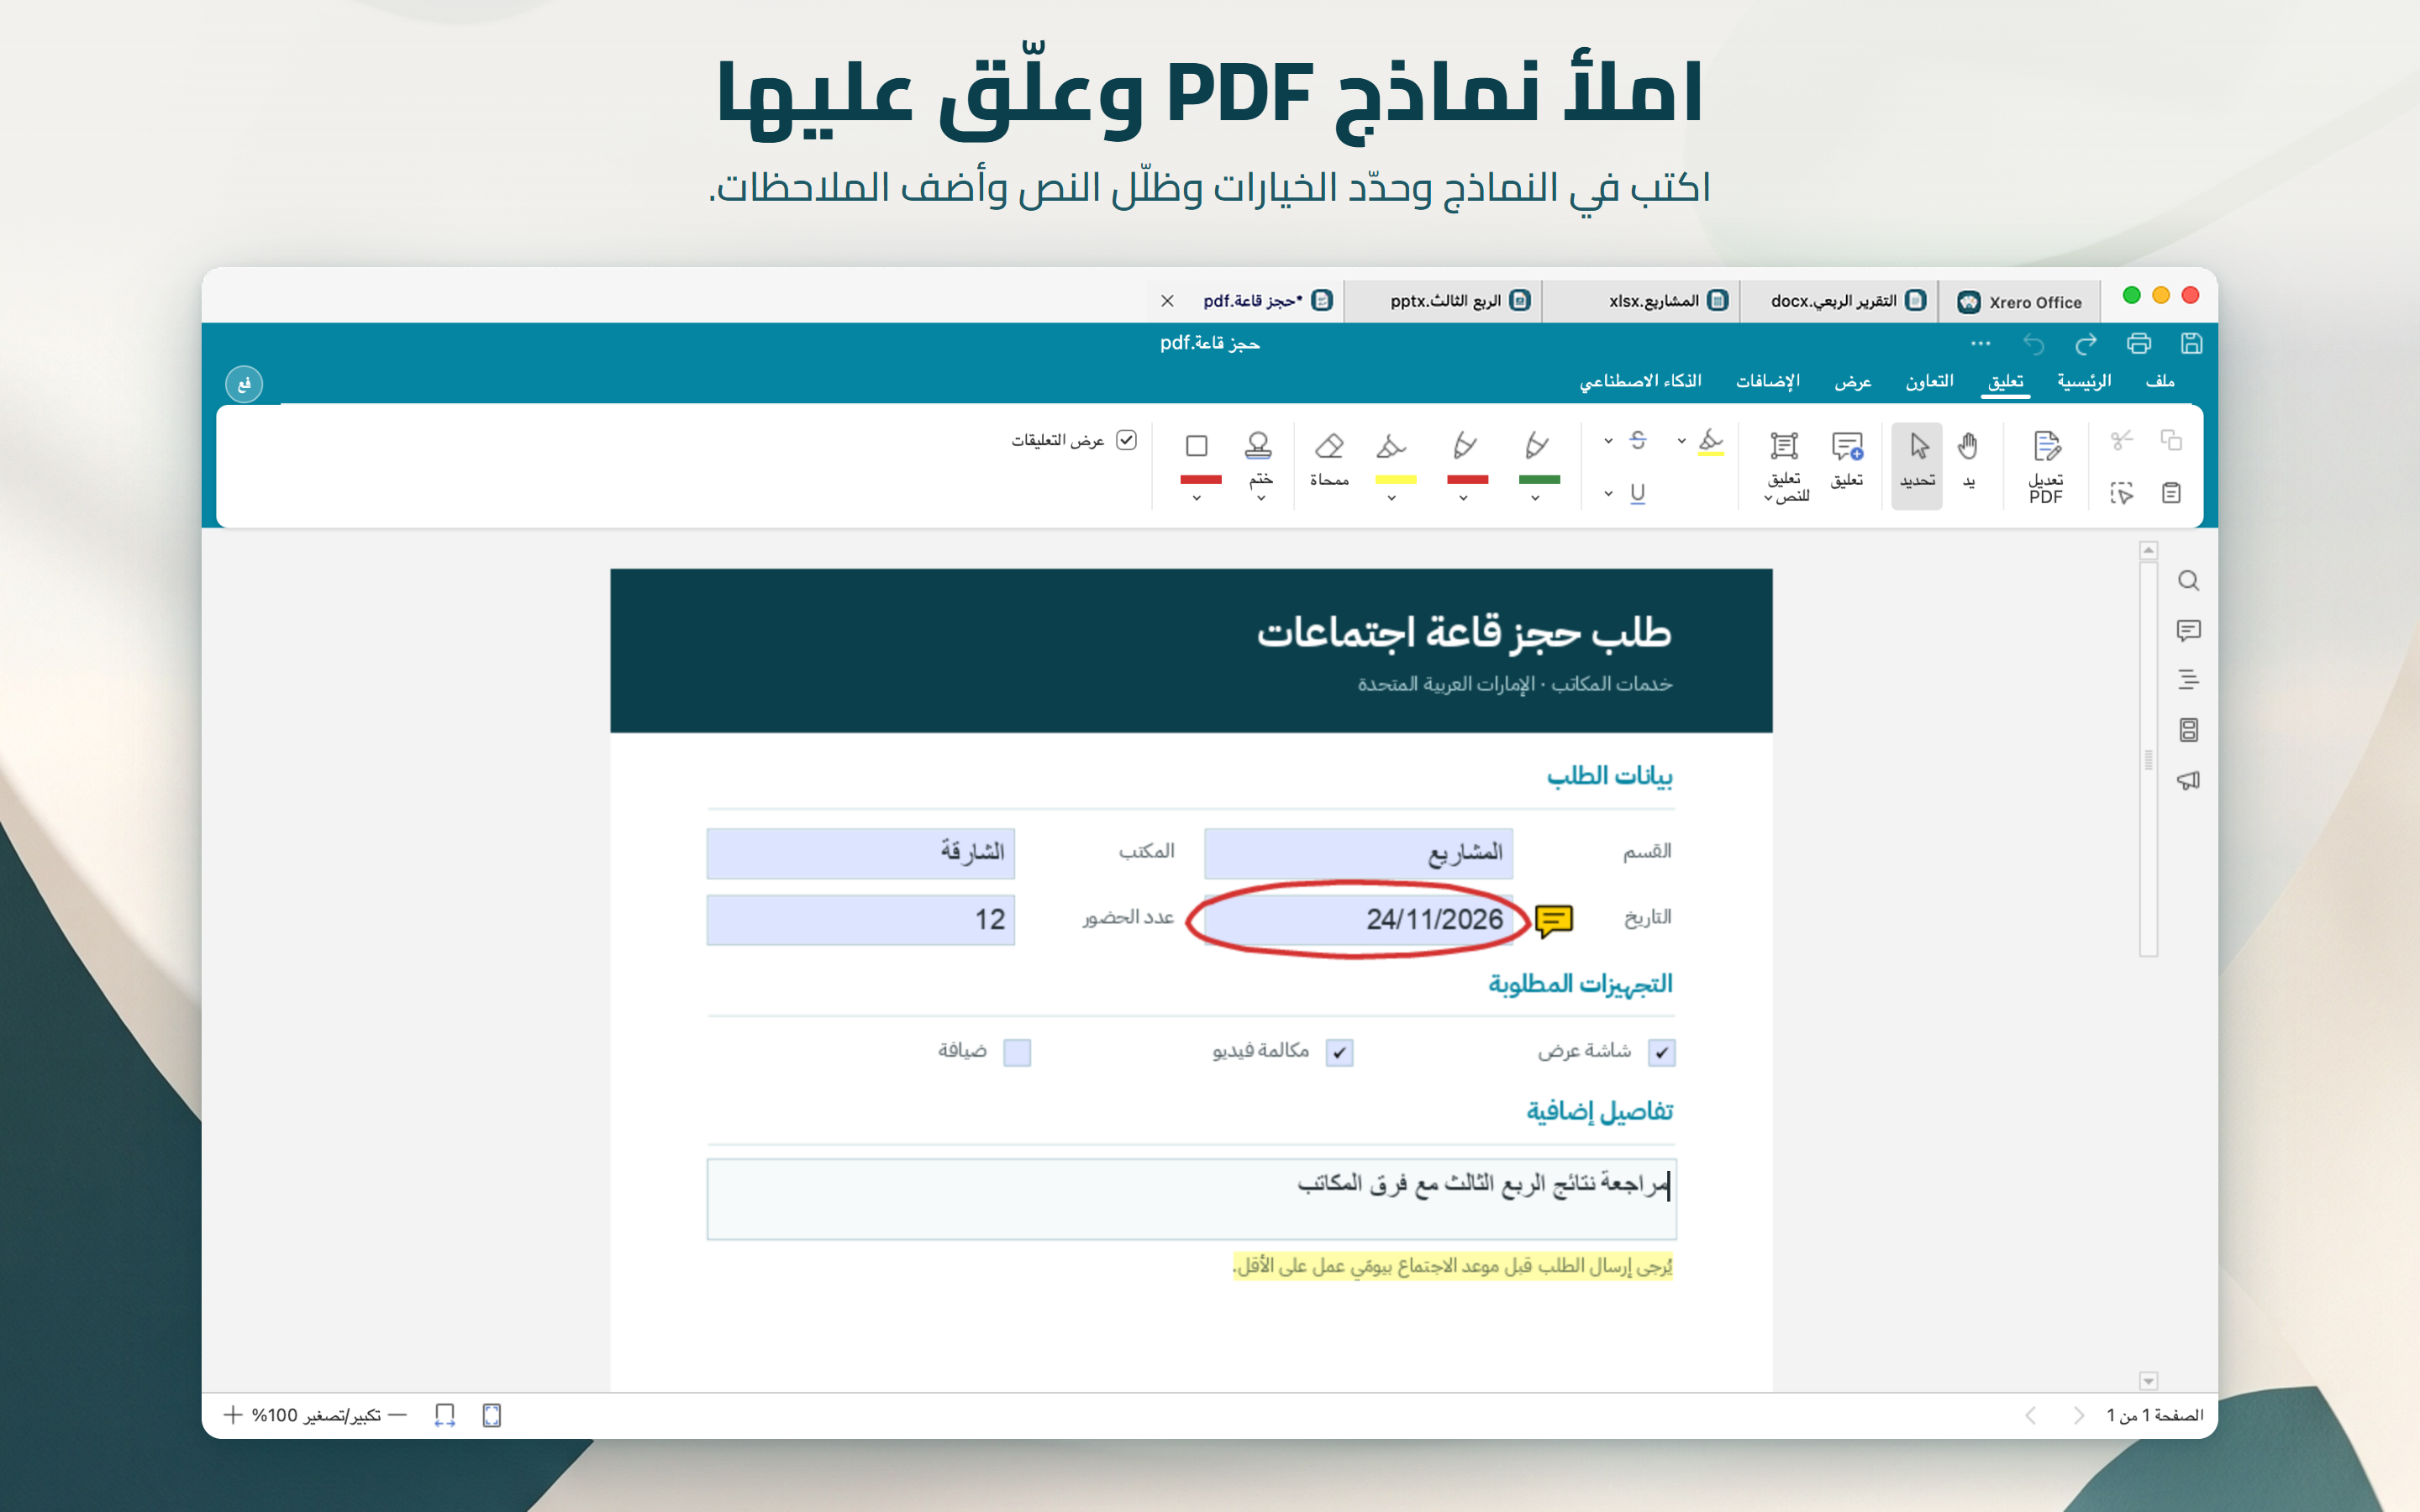 املأ نماذج PDF وعلّق عليها
اكتب في النماذج وحدّد الخيارات وظلّل النص وأضف الملاحظات.
Xrero Office
التقرير الربعي.docx
المشاريع.xlsx
الربع الثالث.pptx
*حجز قاعة.pdf
حجز قاعة.pdf
ملف
الرئيسية
تعليق
التعاون
عرض
الإضافات
الذكاء الاصطناعي
فع
تعديل PDF
يد
تحديد
تعليق
تعليق للنص
ممحاة
ختم
عرض التعليقات
طلب حجز قاعة اجتماعات
خدمات المكاتب · الإمارات العربية المتحدة
بيانات الطلب
القسم
المشاريع
المكتب
الشارقة
التاريخ
24/11/2026
عدد الحضور
12
التجهيزات المطلوبة
شاشة عرض
مكالمة فيديو
ضيافة
تفاصيل إضافية
مراجعة نتائج الربع الثالث مع فرق المكاتب
يُرجى إرسال الطلب قبل موعد الاجتماع بيومَي عمل على الأقل.
الصفحة 1 من 1
تكبير/تصغير 100%